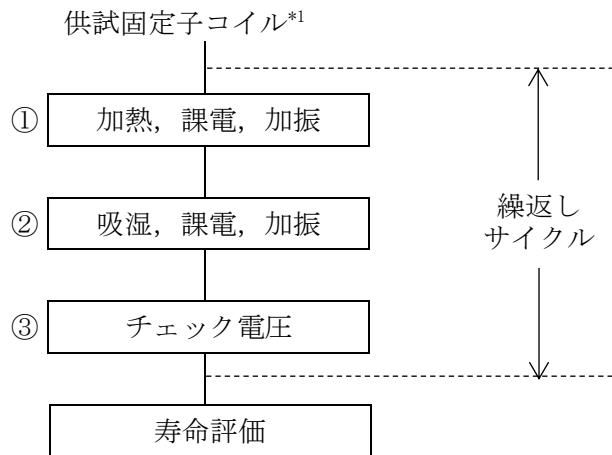 供試固定子コイル*1
① 加熱，課電，加振
② 吸湿，課電，加振
繰返し
サイクル
③ チェック電圧
寿命評価